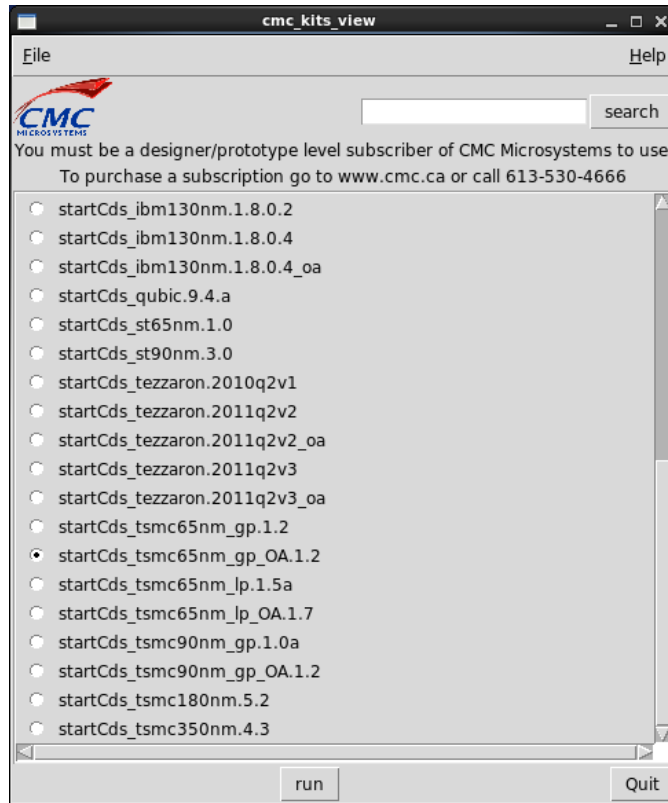 cmc_kits_view
File Help
CMC
MICROSYSTEMS
search
You must be a designer/prototype level subscriber of CMC Microsystems to use
To purchase a subscription go to www.cmc.ca or call 613-530-4666
startCds_ibm130nm.1.8.0.2
startCds_ibm130nm.1.8.0.4
startCds_ibm130nm.1.8.0.4_oa
startCds_qubic.9.4.a
startCds_st65nm.1.0
startCds_st90nm.3.0
startCds_tezzaron.2010q2v1
startCds_tezzaron.2011q2v2
startCds_tezzaron.2011q2v2_oa
startCds_tezzaron.2011q2v3
startCds_tezzaron.2011q2v3_oa
startCds_tsmc65nm_gp.1.2
startCds_tsmc65nm_gp_OA.1.2
startCds_tsmc65nm_lp.1.5a
startCds_tsmc65nm_lp_OA.1.7
startCds_tsmc90nm_gp.1.0a
startCds_tsmc90nm_gp_OA.1.2
startCds_tsmc180nm.5.2
startCds_tsmc350nm.4.3
run Quit